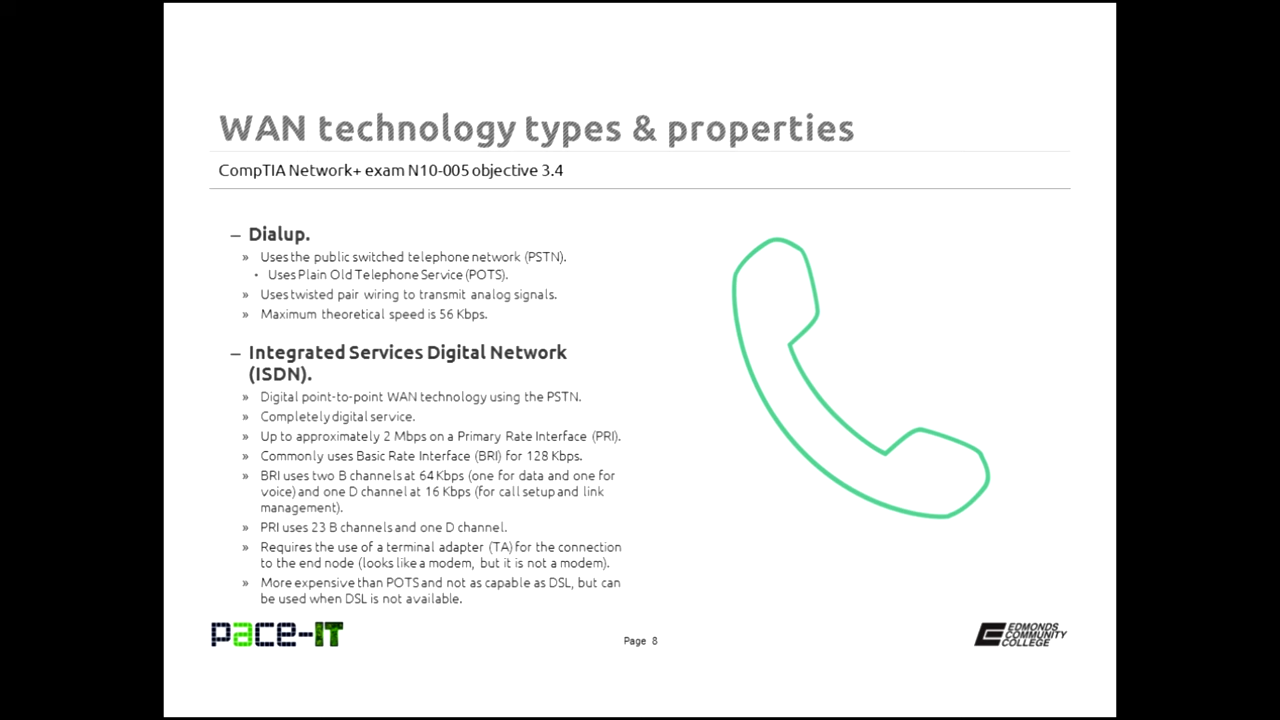 WAN technology types & properties
CompTIA Network+ exam N10-005 objective 3.4
– Dialup.
» Uses the public switched telephone network (PSTN).
• Uses Plain Old Telephone Service (POTS).
» Uses twisted pair wiring to transmit analog signals.
» Maximum theoretical speed is 56 Kbps.
– Integrated Services Digital Network
(ISDN).
» Digital point-to-point WAN technology using the PSTN.
» Completely digital service.
» Up to approximately 2 Mbps on a Primary Rate Interface (PRI).
» Commonly uses Basic Rate Interface (BRI) for 128 Kbps.
» BRI uses two B channels at 64 Kbps (one for data and one for
voice) and one D channel at 16 Kbps (for call setup and link
management).
» PRI uses 23 B channels and one D channel.
» Requires the use of a terminal adapter (TA) for the connection
to the end node (looks like a modem, but it is not a modem).
» More expensive than POTS and not as capable as DSL, but can
be used when DSL is not available.
pace-IT
Page 8
EDMONDS
COMMUNITY
COLLEGE